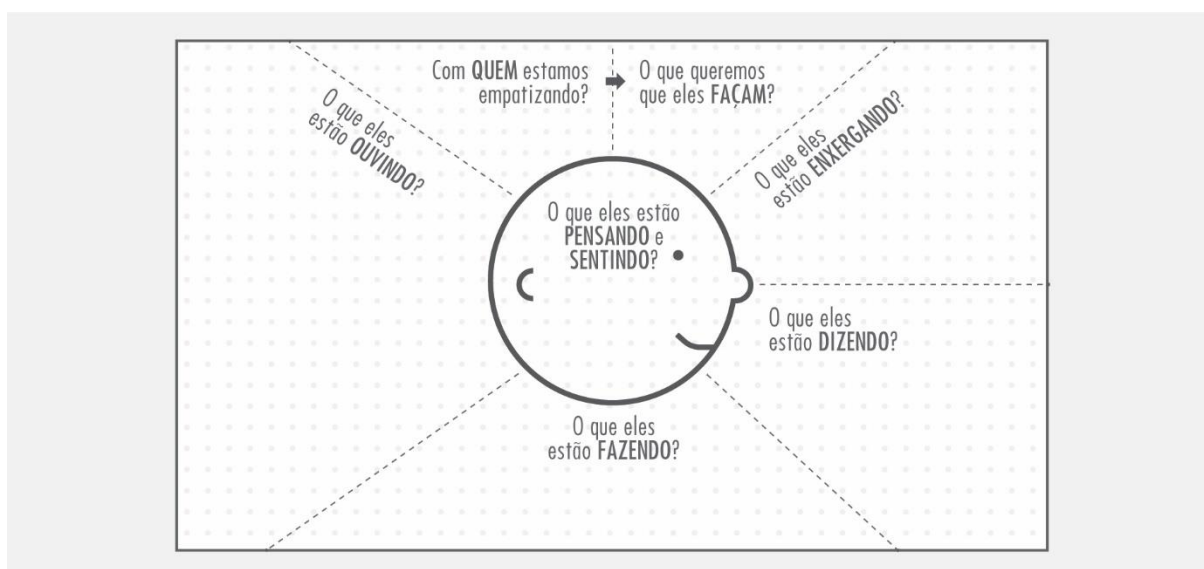 Com QUEM estamos
empatizando?
O que queremos
que eles FAÇAM?
O que eles
estão OUVINDO?
O que eles
estão ENXERGANDO?
O que eles estão
PENSANDO e
SENTINDO?
O que eles
estão DIZENDO?
O que eles
estão FAZENDO?